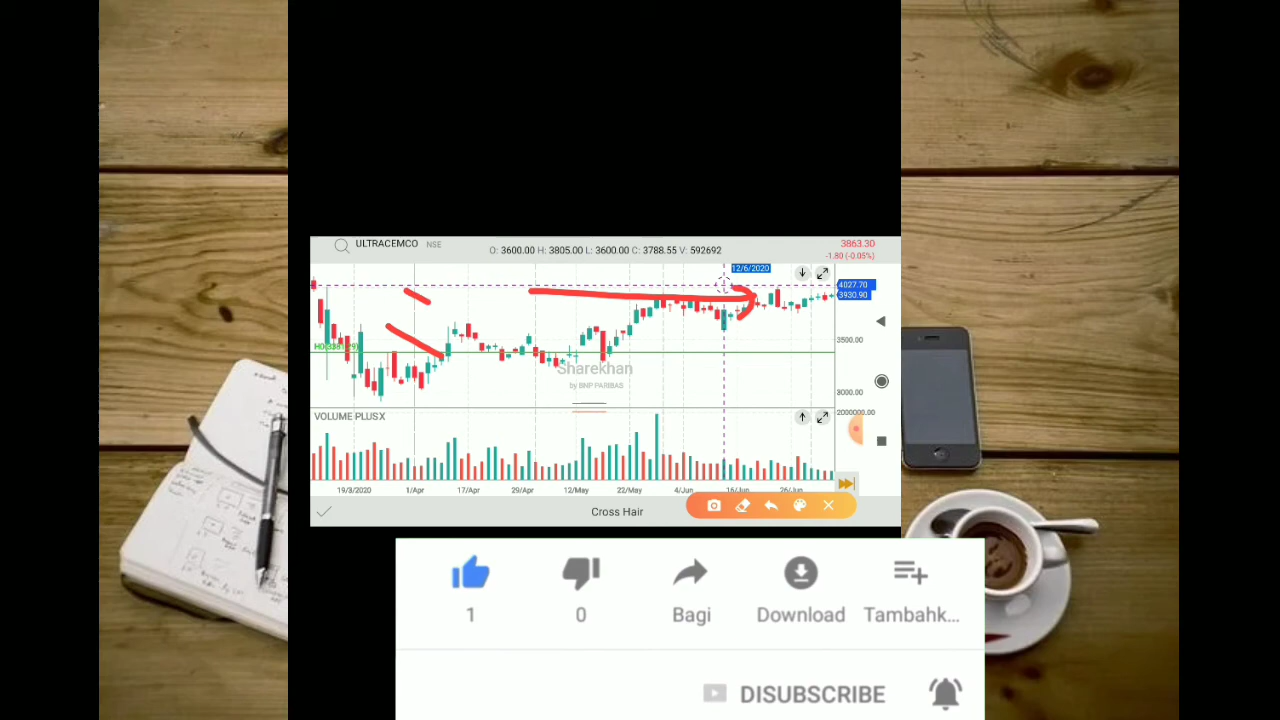 ULTRACEMCO NSE
O: 3600.00 H: 3805.00 L: 3600.00 C: 3788.55 V: 592692
3863.30
-1.80 (-0.05%)
12/6/2020
4027.70
3930.90
3500.00
Sharekhan
by BNP PARIBAS
3000.00
VOLUME PLUSX
2000000.00
19/3/2020 1/Apr 17/Apr 29/Apr 12/May 22/May 4/Jun 16/Jun 26/Jun
Cross Hair
1 0 Bagi Download Tambahk...
DISUBSCRIBE